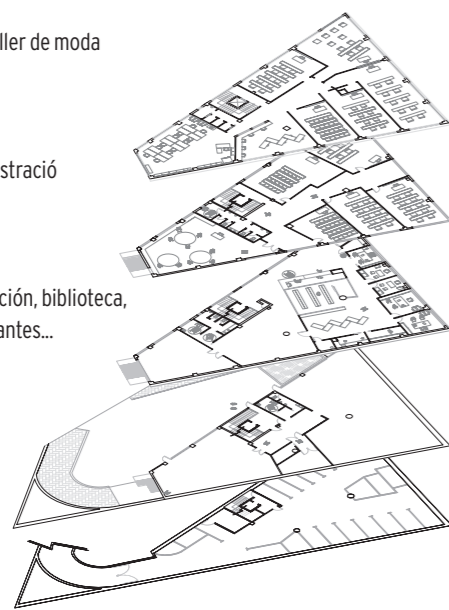 ller de moda
stració
ción, biblioteca,
antes...